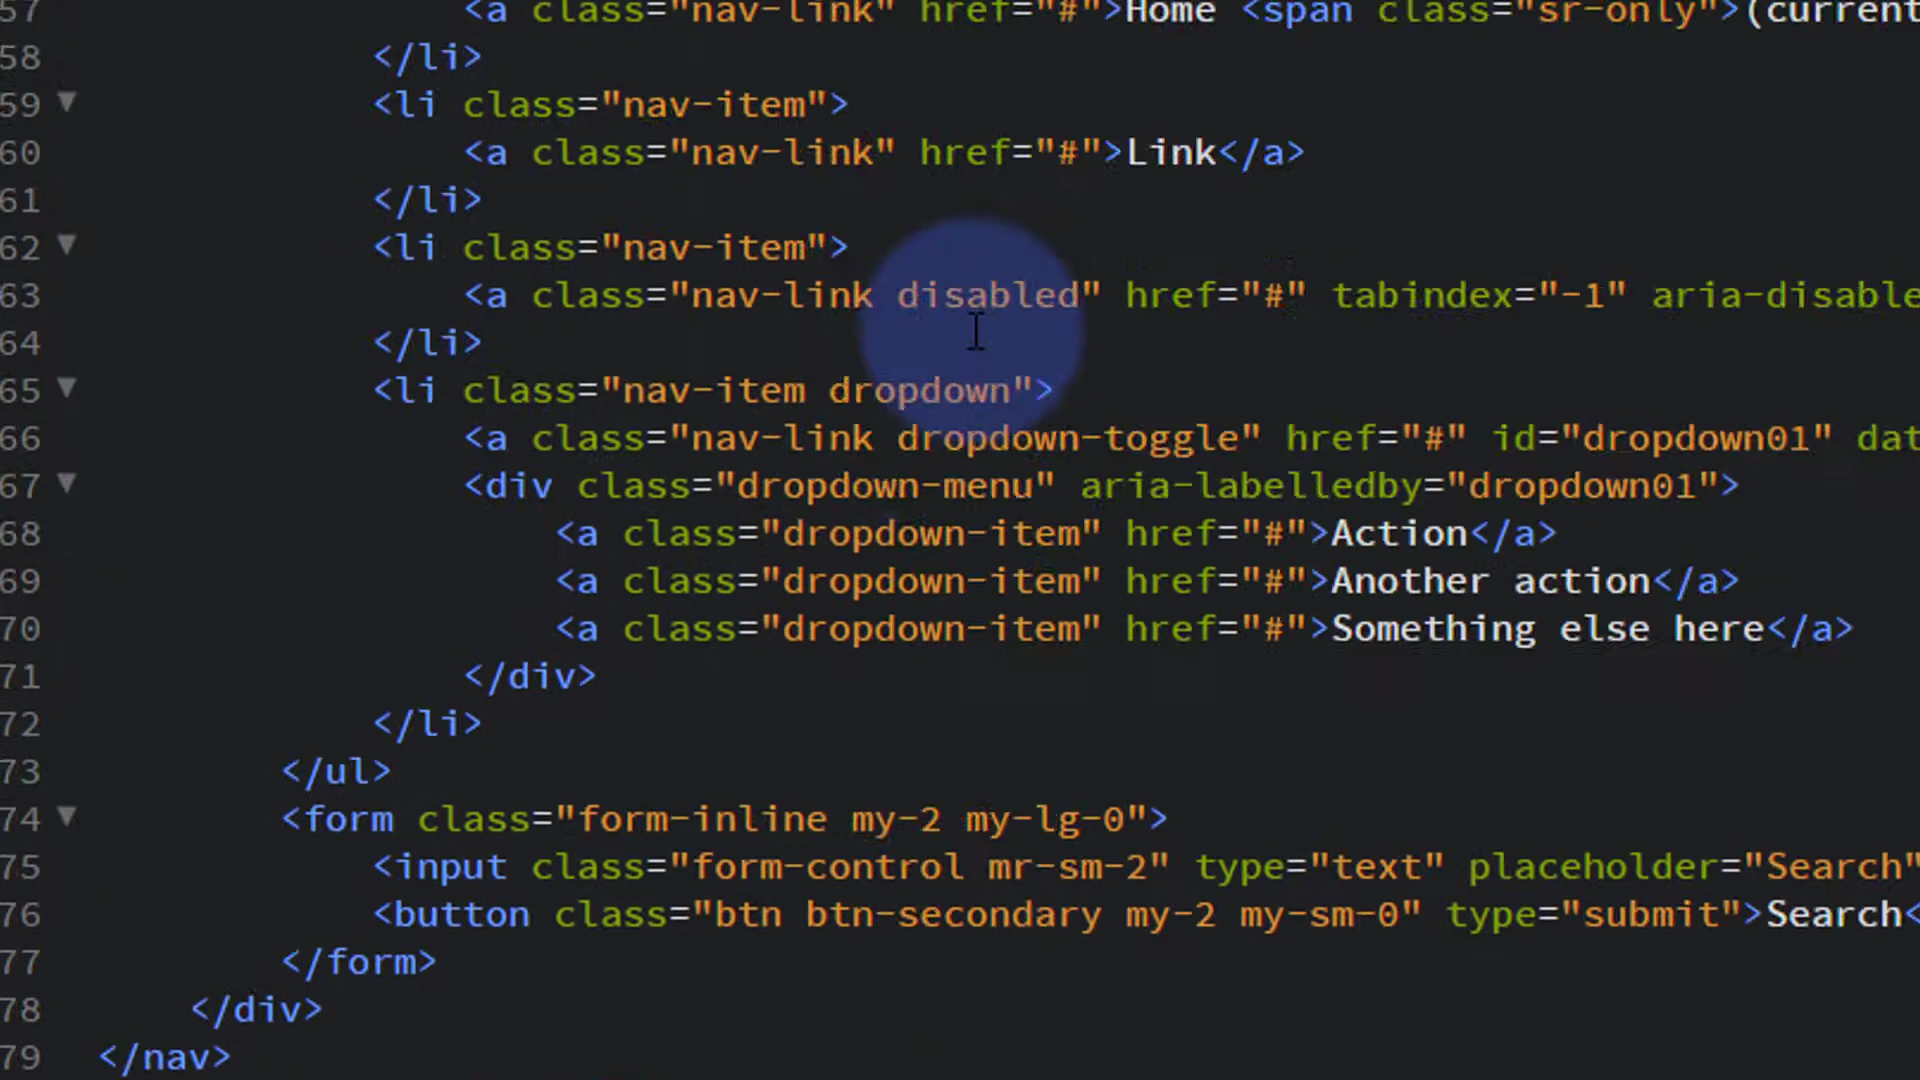 57 <a class="nav-link" href="#">Home <span class="sr-only">(current
58 </li>
59 <li class="nav-item">
60 <a class="nav-link" href="#">Link</a>
61 </li>
62 <li class="nav-item">
63 <a class="nav-link disabled" href="#" tabindex="-1" aria-disable
64 </li>
65 <li class="nav-item dropdown">
66 <a class="nav-link dropdown-toggle" href="#" id="dropdown01" dat
67 <div class="dropdown-menu" aria-labelledby="dropdown01">
68 <a class="dropdown-item" href="#">Action</a>
69 <a class="dropdown-item" href="#">Another action</a>
70 <a class="dropdown-item" href="#">Something else here</a>
71 </div>
72 </li>
73 </ul>
74 <form class="form-inline my-2 my-lg-0">
75 <input class="form-control mr-sm-2" type="text" placeholder="Search"
76 <button class="btn btn-secondary my-2 my-sm-0" type="submit">Search<
77 </form>
78 </div>
79 </nav>